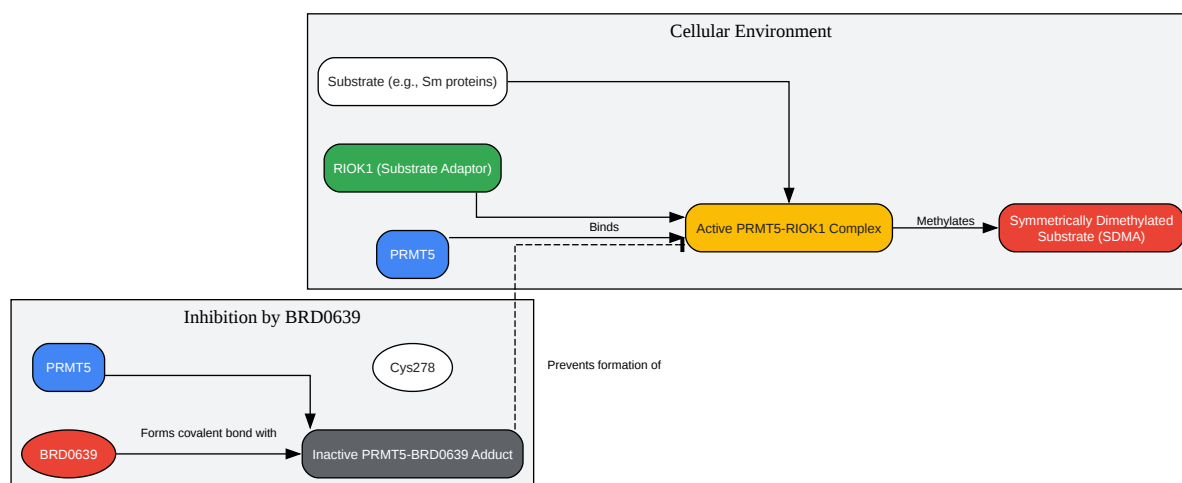 Cellular Environment
Substrate (e.g., Sm proteins)
RIOK1 (Substrate Adaptor)
Binds
PRMT5
Active PRMT5-RIOK1 Complex
Methylates
Symmetrically Dimethylated
Substrate (SDMA)
Inhibition by BRD0639
PRMT5
Cys278
Prevents formation of
BRD0639
Forms covalent bond with
Inactive PRMT5-BRD0639 Adduct